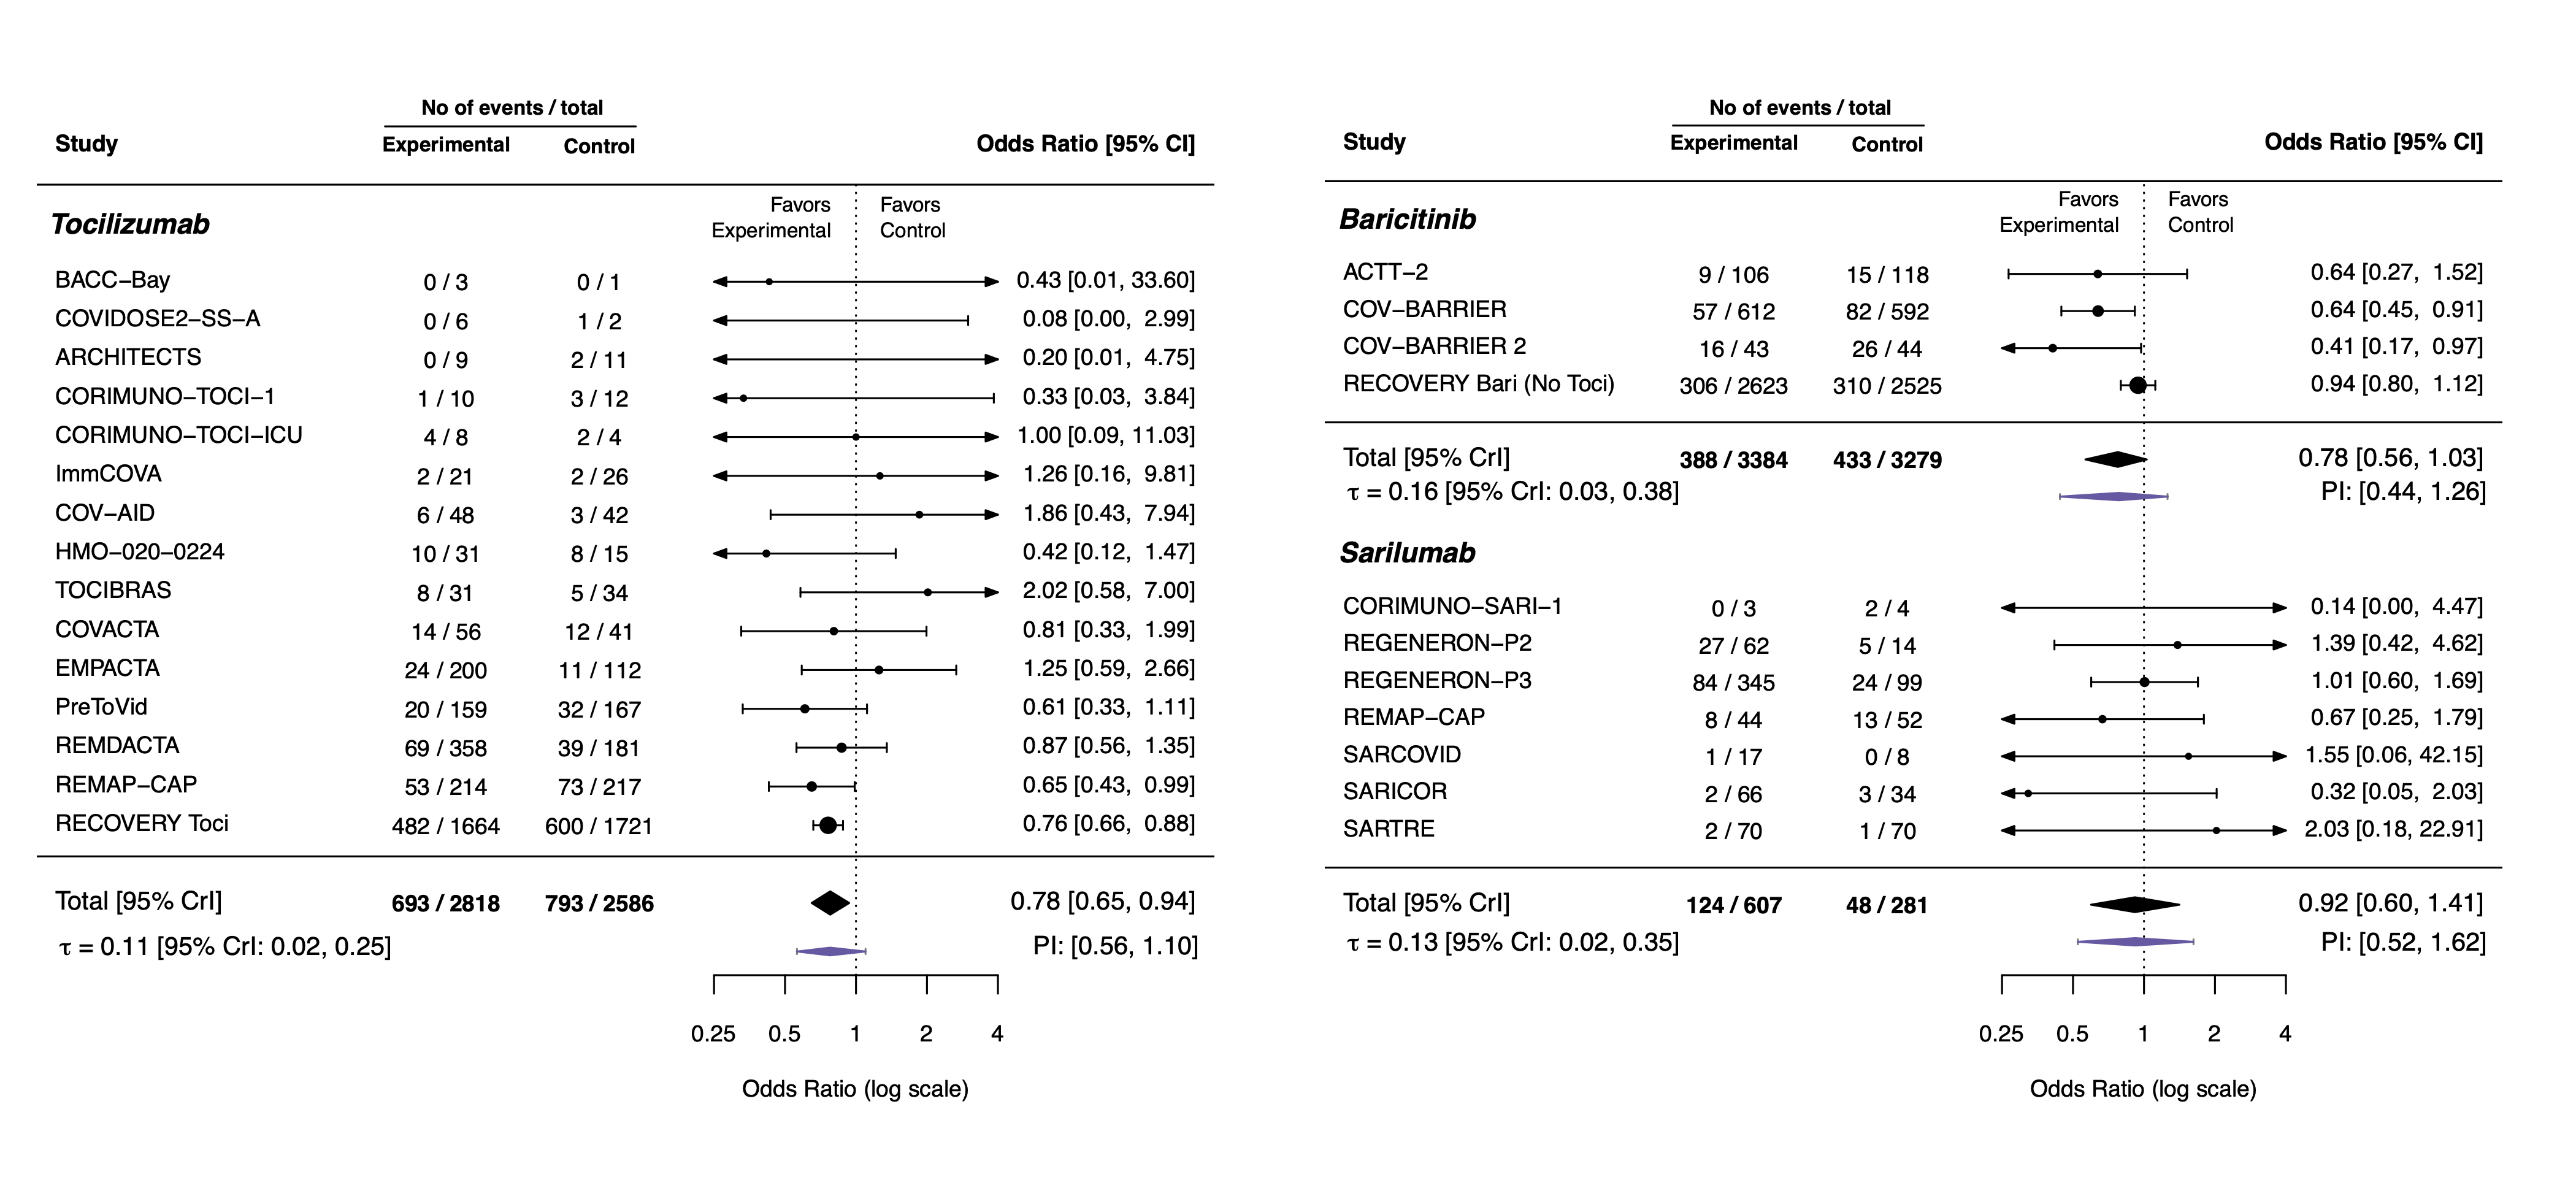 No of events / total
Study Experimental Control Odds Ratio [95% CI]
Favors Favors
Tocilizumab
Experimental Control
BACC−Bay 0 / 3 0 / 1 0.43 [0.01, 33.60]
COVIDOSE2−SS−A 0 / 6 1 / 2 0.08 [0.00, 2.99]
ARCHITECTS 0 / 9 2 / 11 0.20 [0.01, 4.75]
CORIMUNO−TOCI−1 1 / 10 3 / 12 0.33 [0.03, 3.84]
CORIMUNO−TOCI−ICU 4 / 8 2 / 4 1.00 [0.09, 11.03]
ImmCOVA 2 / 21 2 / 26 1.26 [0.16, 9.81]
COV−AID 6 / 48 3 / 42 1.86 [0.43, 7.94]
HMO−020−0224 10 / 31 8 / 15 0.42 [0.12, 1.47]
TOCIBRAS 8 / 31 5 / 34 2.02 [0.58, 7.00]
COVACTA 14 / 56 12 / 41 0.81 [0.33, 1.99]
EMPACTA 24 / 200 11 / 112 1.25 [0.59, 2.66]
PreToVid 20 / 159 32 / 167 0.61 [0.33, 1.11]
REMDACTA 69 / 358 39 / 181 0.87 [0.56, 1.35]
REMAP−CAP 53 / 214 73 / 217 0.65 [0.43, 0.99]
RECOVERY Toci 482 / 1664 600 / 1721 0.76 [0.66, 0.88]
Total [95% CrI] 693 / 2818 793 / 2586 0.78 [0.65, 0.94]
τ = 0.11 [95% CrI: 0.02, 0.25] PI: [0.56, 1.10]
0.25 0.5 1 2 4
Odds Ratio (log scale)
No of events / total
Study Experimental Control Odds Ratio [95% CI]
Favors Favors
Baricitinib
Experimental Control
ACTT−2 9 / 106 15 / 118 0.64 [0.27, 1.52]
COV−BARRIER 57 / 612 82 / 592 0.64 [0.45, 0.91]
COV−BARRIER 2 16 / 43 26 / 44 0.41 [0.17, 0.97]
RECOVERY Bari (No Toci) 306 / 2623 310 / 2525 0.94 [0.80, 1.12]
Total [95% CrI] 388 / 3384 433 / 3279 0.78 [0.56, 1.03]
τ = 0.16 [95% CrI: 0.03, 0.38] PI: [0.44, 1.26]
Sarilumab
CORIMUNO−SARI−1 0 / 3 2 / 4 0.14 [0.00, 4.47]
REGENERON−P2 27 / 62 5 / 14 1.39 [0.42, 4.62]
REGENERON−P3 84 / 345 24 / 99 1.01 [0.60, 1.69]
REMAP−CAP 8 / 44 13 / 52 0.67 [0.25, 1.79]
SARCOVID 1 / 17 0 / 8 1.55 [0.06, 42.15]
SARICOR 2 / 66 3 / 34 0.32 [0.05, 2.03]
SARTRE 2 / 70 1 / 70 2.03 [0.18, 22.91]
Total [95% CrI] 124 / 607 48 / 281 0.92 [0.60, 1.41]
τ = 0.13 [95% CrI: 0.02, 0.35] PI: [0.52, 1.62]
0.25 0.5 1 2 4
Odds Ratio (log scale)